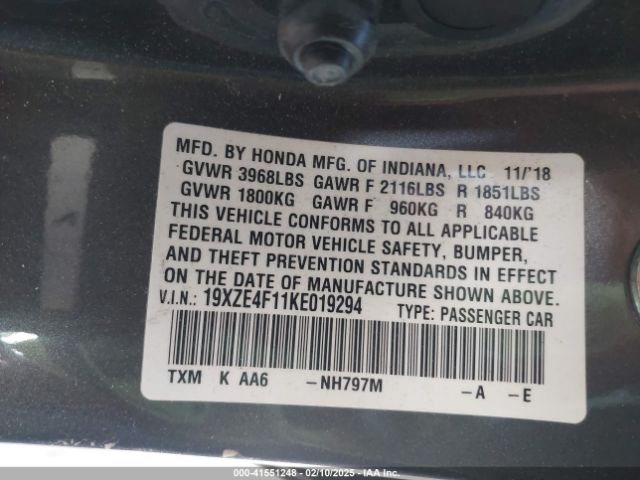 MFD. BY HONDA MFG. OF INDIANA, LLC 11/'18
GVWR 3968LBS GAWR F 2116LBS R 1851LBS
GVWR 1800KG GAWR F 960KG R 840KG
THIS VEHICLE CONFORMS TO ALL APPLICABLE
FEDERAL MOTOR VEHICLE SAFETY, BUMPER,
AND THEFT PREVENTION STANDARDS IN EFFECT
ON THE DATE OF MANUFACTURE SHOWN ABOVE.
V.I.N.: 19XZE4F11KE019294 TYPE: PASSENGER CAR
TXM K AA6 –NH797M –A –E
© IAA (41551248 - 02/10/2025) - IAAI.com